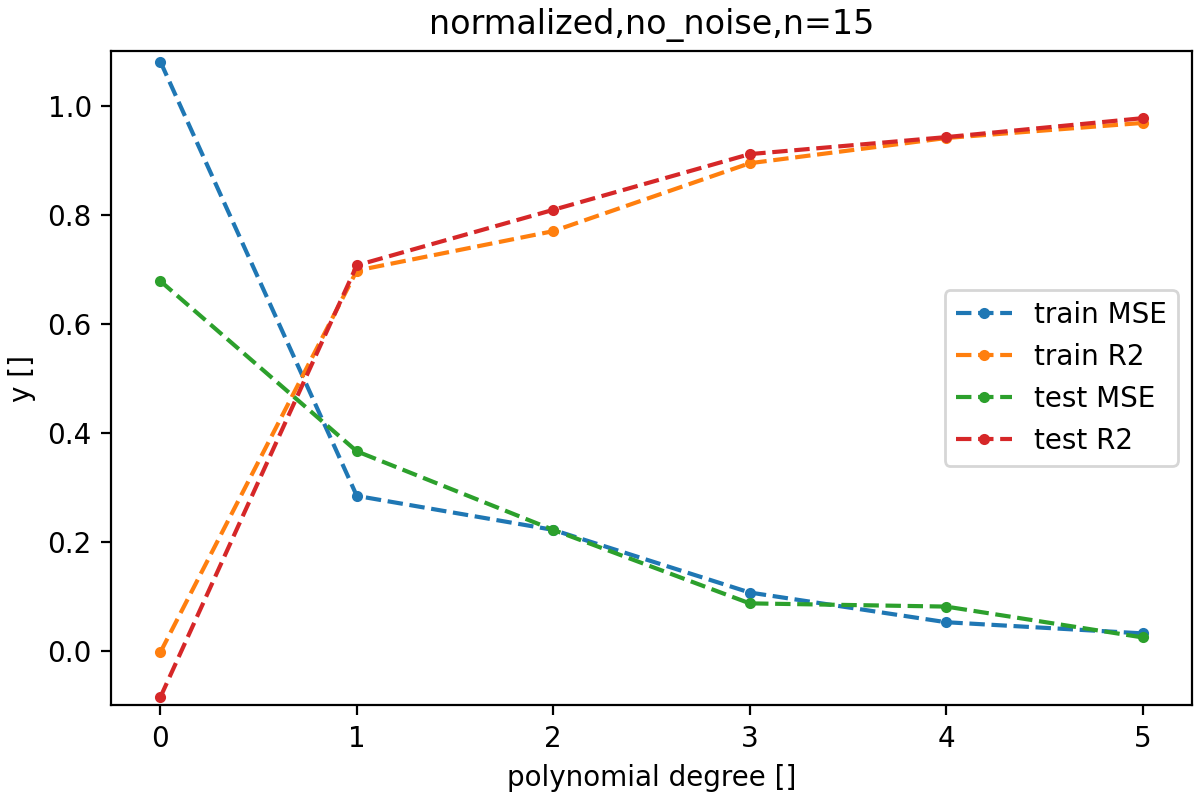 normalized,no_noise,n=15
1.0
0.8
0.6
0.4
0.2
0.0
y []
train MSE
train R2
test MSE
test R2
0 1 2 3 4 5
polynomial degree []